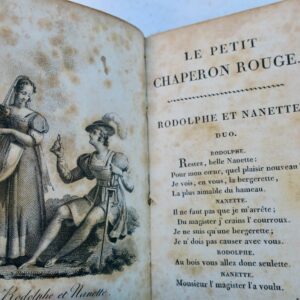 Rodolphe et Nanette
LE PETIT
CHAPERON ROUGE.
RODOLPHE ET NANETTE.
DUO.
RODOLPHE.
Restez, belle Nanette;
Pour mon cœur, quel plaisir nouveau!
Je vois, en vous, la bergerette,
La plus aimable du hameau.
NANETTE.
Il ne faut pas que je m'arrête;
Du magister j'crains l' courroux.
Je ne suis qu'une bergerette;
Je n' dois pas causer avec vous.
RODOLPHE.
Au bois vous allez donc seulette.
NANETTE.
Monsieur l' magister l'a voulu.